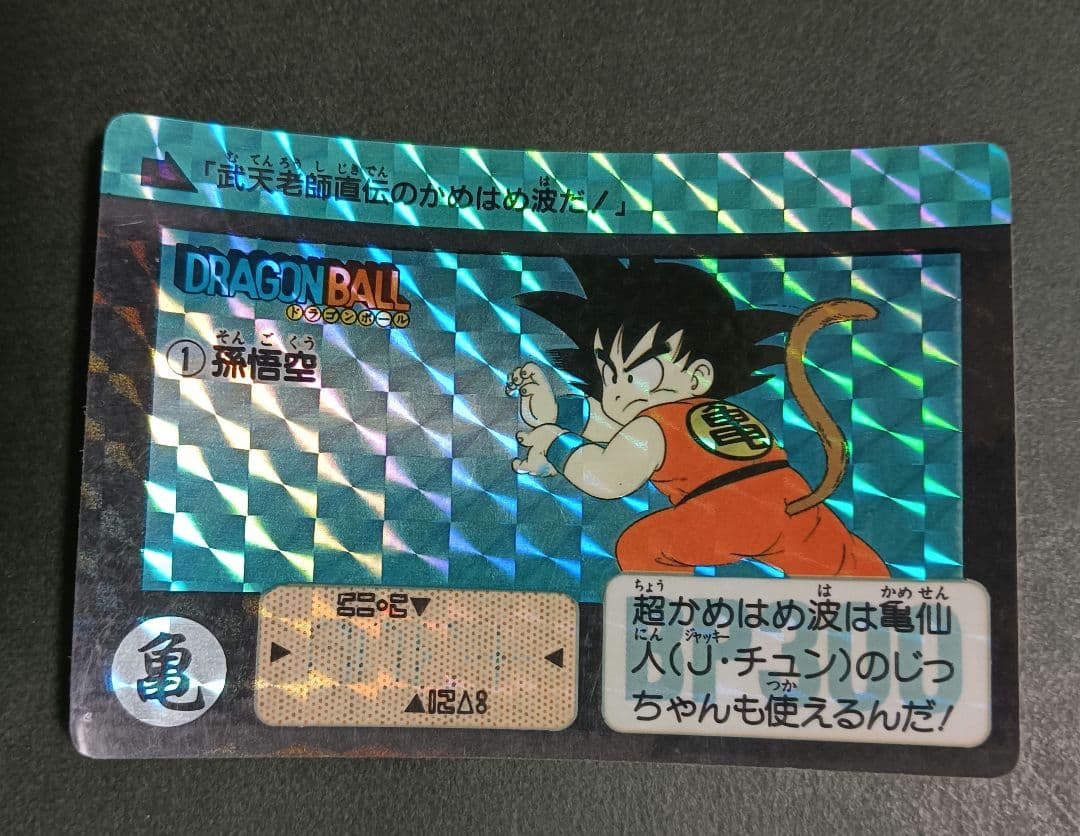 「武天老師直伝のかめはめ波だ！」
DRAGON BALL
ドラゴンボール
① 孫悟空
亀
亀
超かめはめ波は亀仙
人(J・チュン)のじっ
ちゃんも使えるんだ!